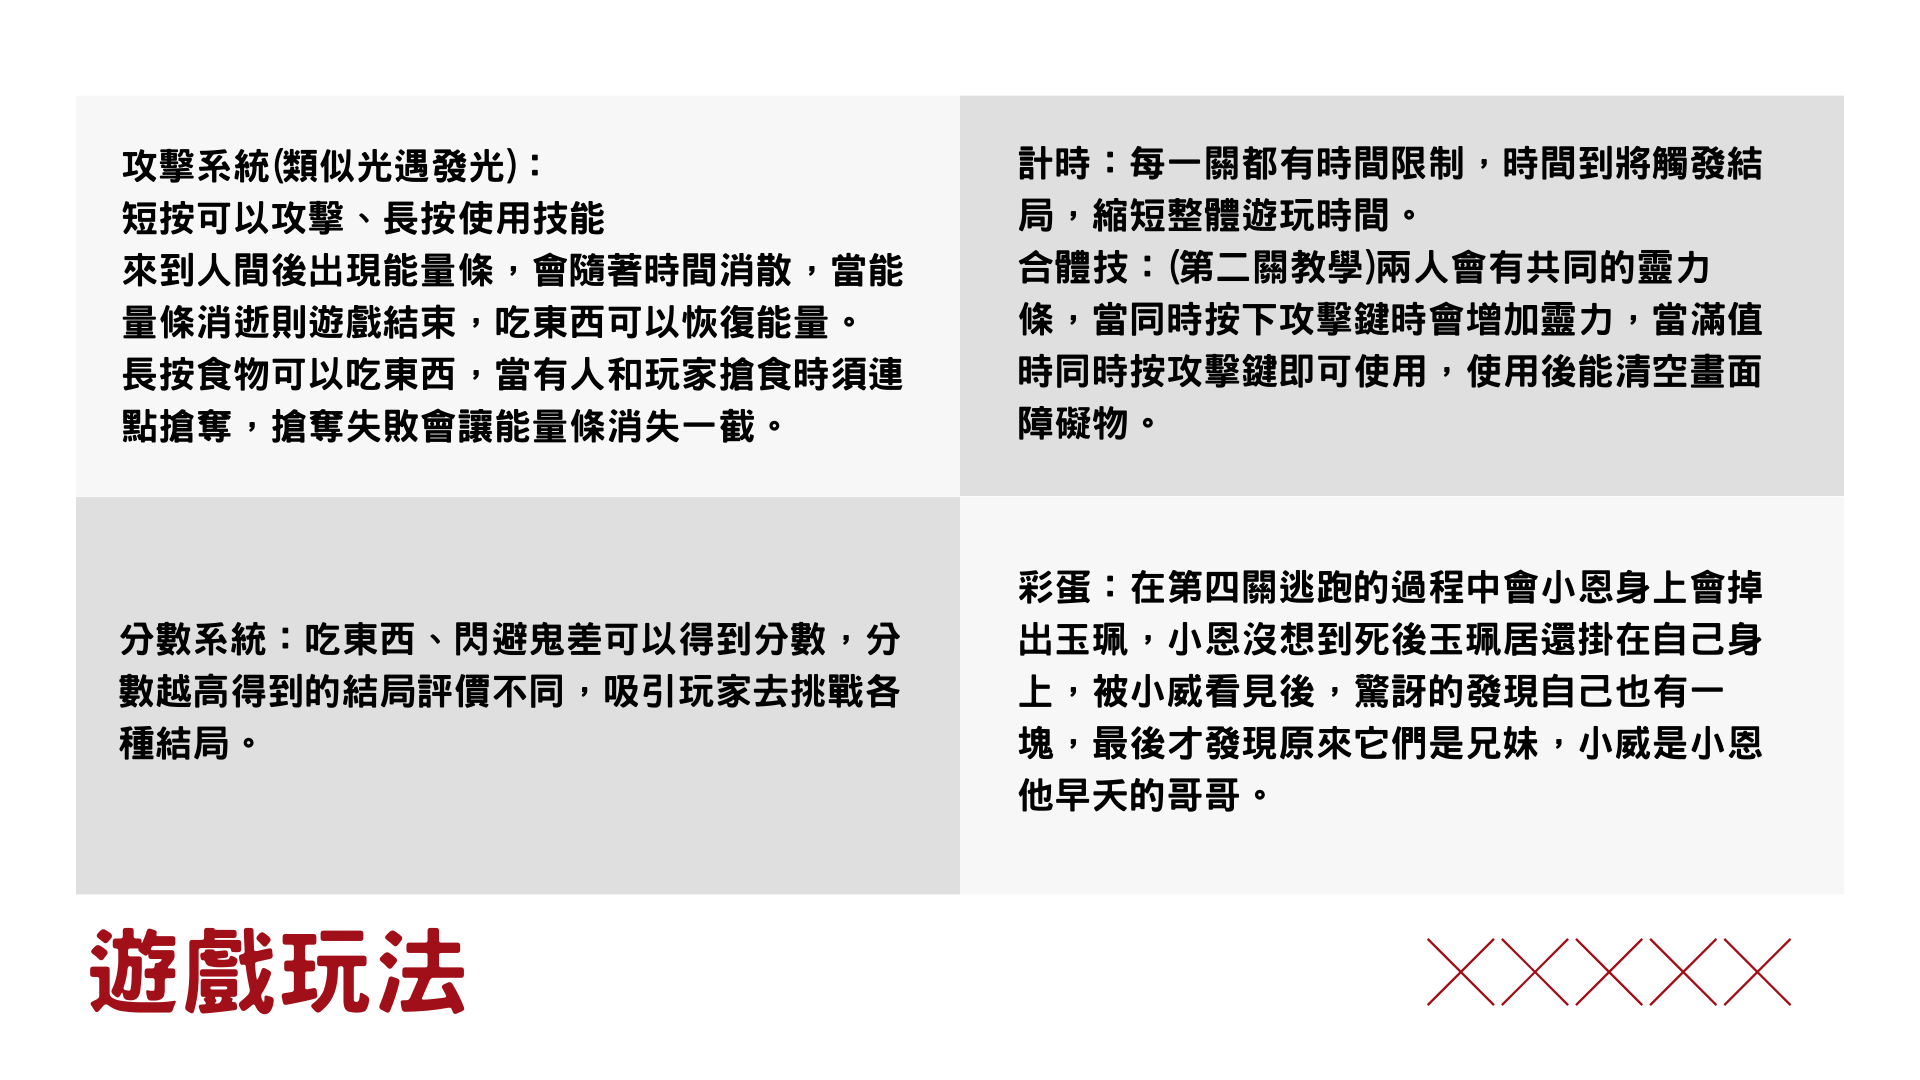 攻擊系統(類似光遇發光)：
短按可以攻擊、長按使用技能
來到人間後出現能量條，會隨著時間消散，當能
量條消逝則遊戲結束，吃東西可以恢復能量。
長按食物可以吃東西，當有人和玩家搶食時須連
點搶奪，搶奪失敗會讓能量條消失一截。
計時：每一關都有時間限制，時間到將觸發結
局，縮短整體遊玩時間。
合體技：(第二關教學)兩人會有共同的靈力
條，當同時按下攻擊鍵時會增加靈力，當滿值
時同時按攻擊鍵即可使用，使用後能清空畫面
障礙物。
分數系統：吃東西、閃避鬼差可以得到分數，分
數越高得到的結局評價不同，吸引玩家去挑戰各
種結局。
彩蛋：在第四關逃跑的過程中會小恩身上會掉
出玉珮，小恩沒想到死後玉珮居還掛在自己身
上，被小威看見後，驚訝的發現自己也有一
塊，最後才發現原來它們是兄妹，小威是小恩
他早夭的哥哥。
遊戲玩法